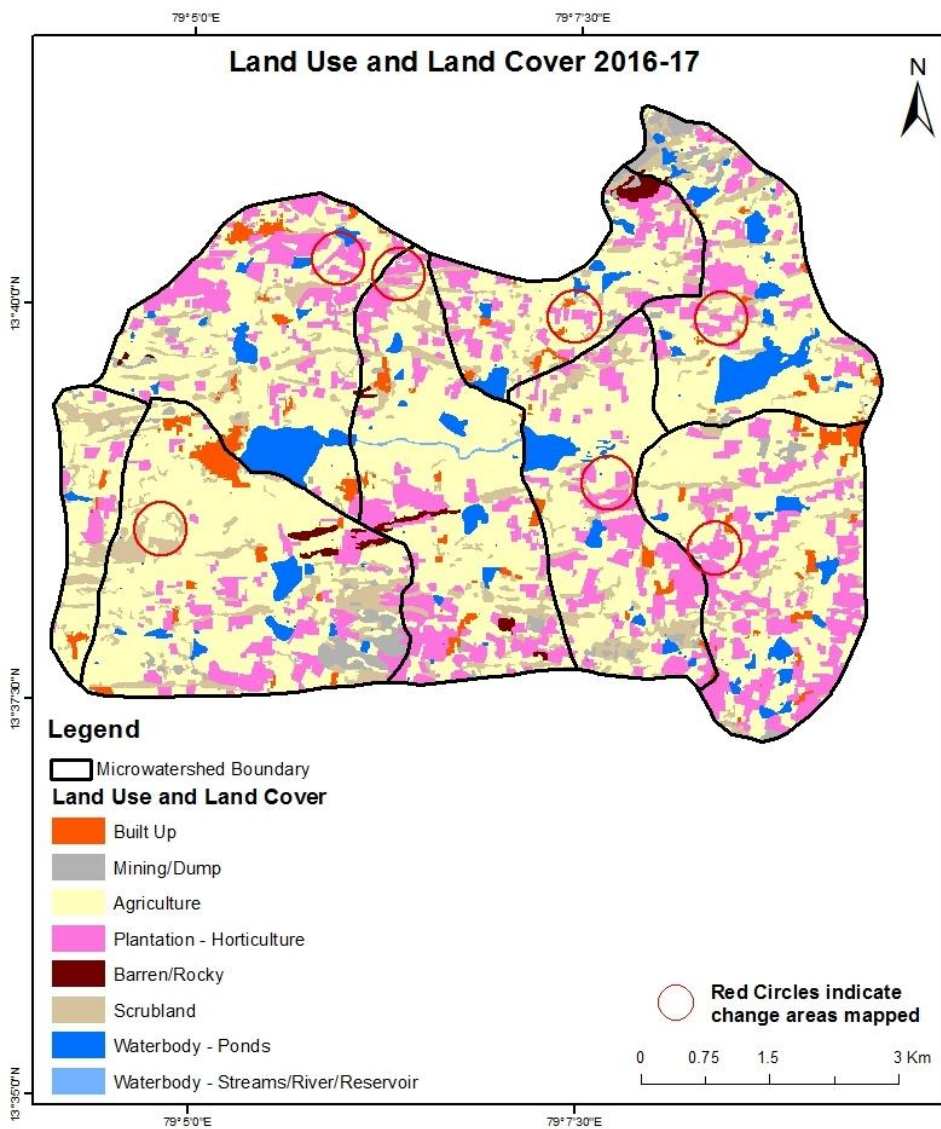 79°5'0"E
79°7'30"E
Land Use and Land Cover 2016-17
N
13°40'0"N
13°37'30"N
Legend
Microwatershed Boundary
Land Use and Land Cover
Built Up
Mining/Dump
Agriculture
Plantation - Horticulture
Barren/Rocky
Scrubland
Waterbody - Ponds
Waterbody - Streams/River/Reservoir
Red Circles indicate
change areas mapped
0 0.75 1.5 3 Km
13°35'0"N
79°5'0"E
79°7'30"E